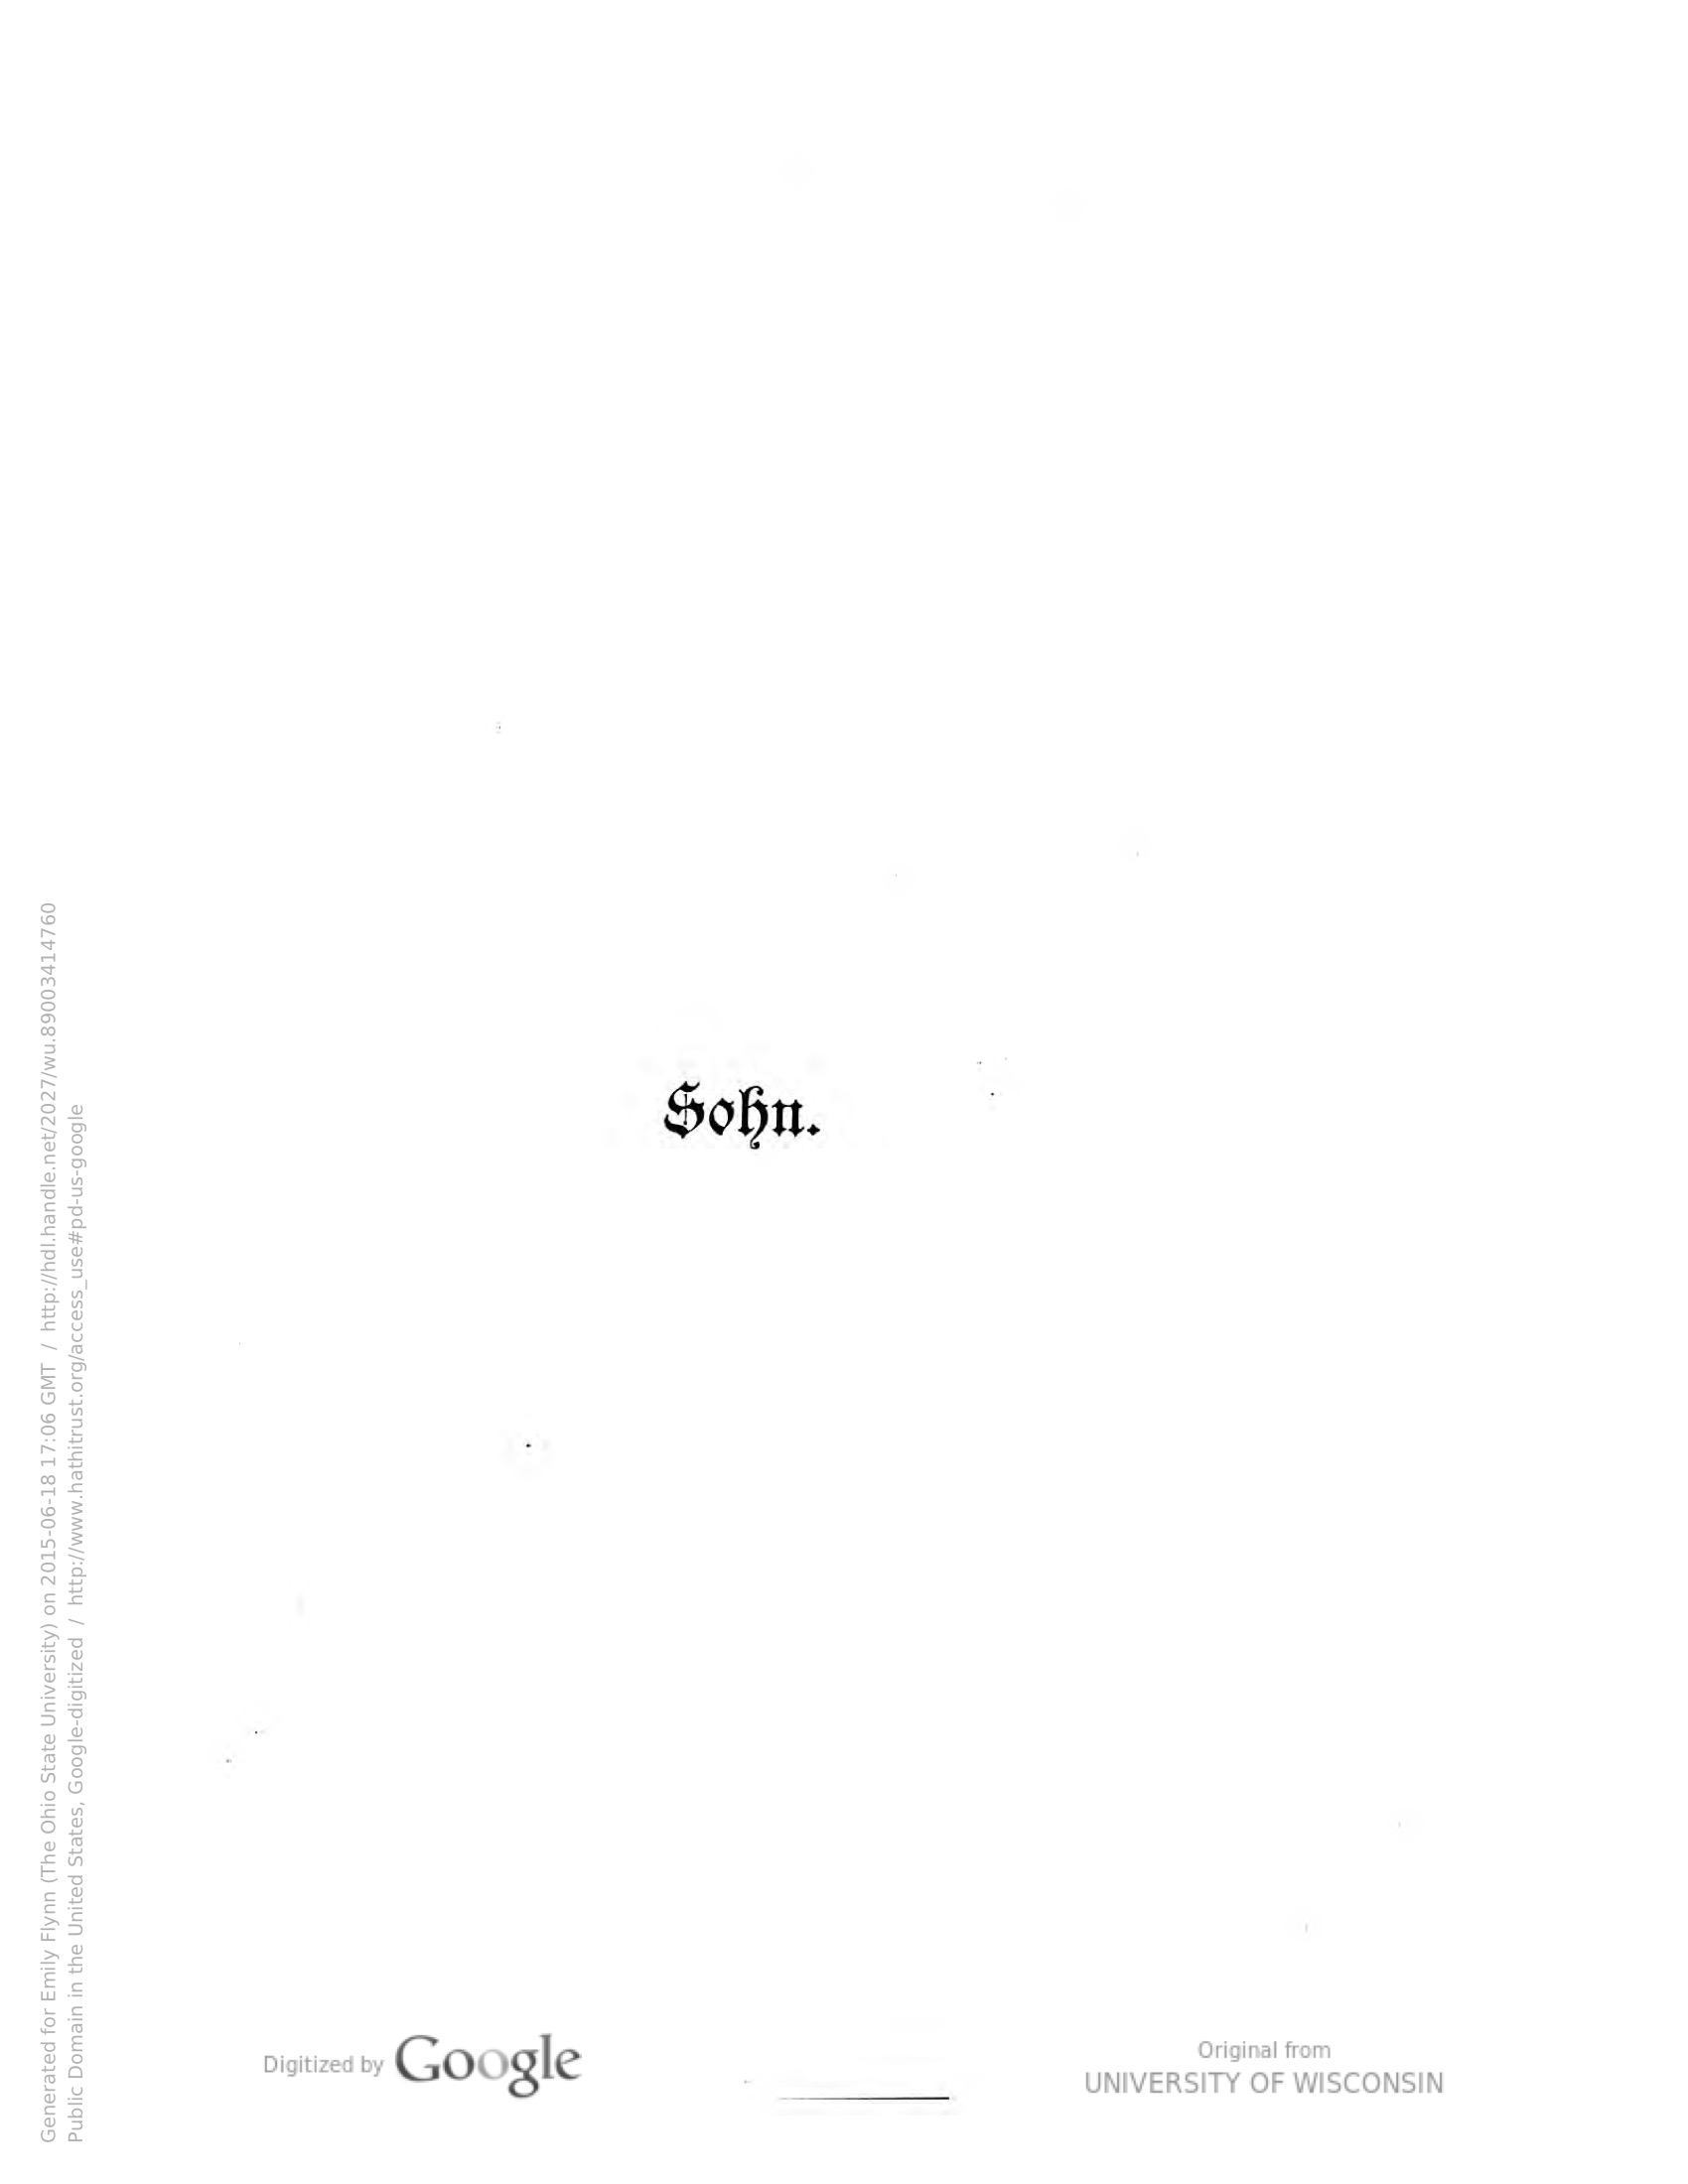 Sohn.
Digitized by Google
Original from
UNIVERSITY OF WISCONSIN
Generated for Emily Flynn (The Ohio State University) on 2015-06-18 17:06 GMT / http://hdl.handle.net/2027/wu.89003414760
Public Domain in the United States, Google-digitized / http://www.hathitrust.org/access_use#pd-us-google